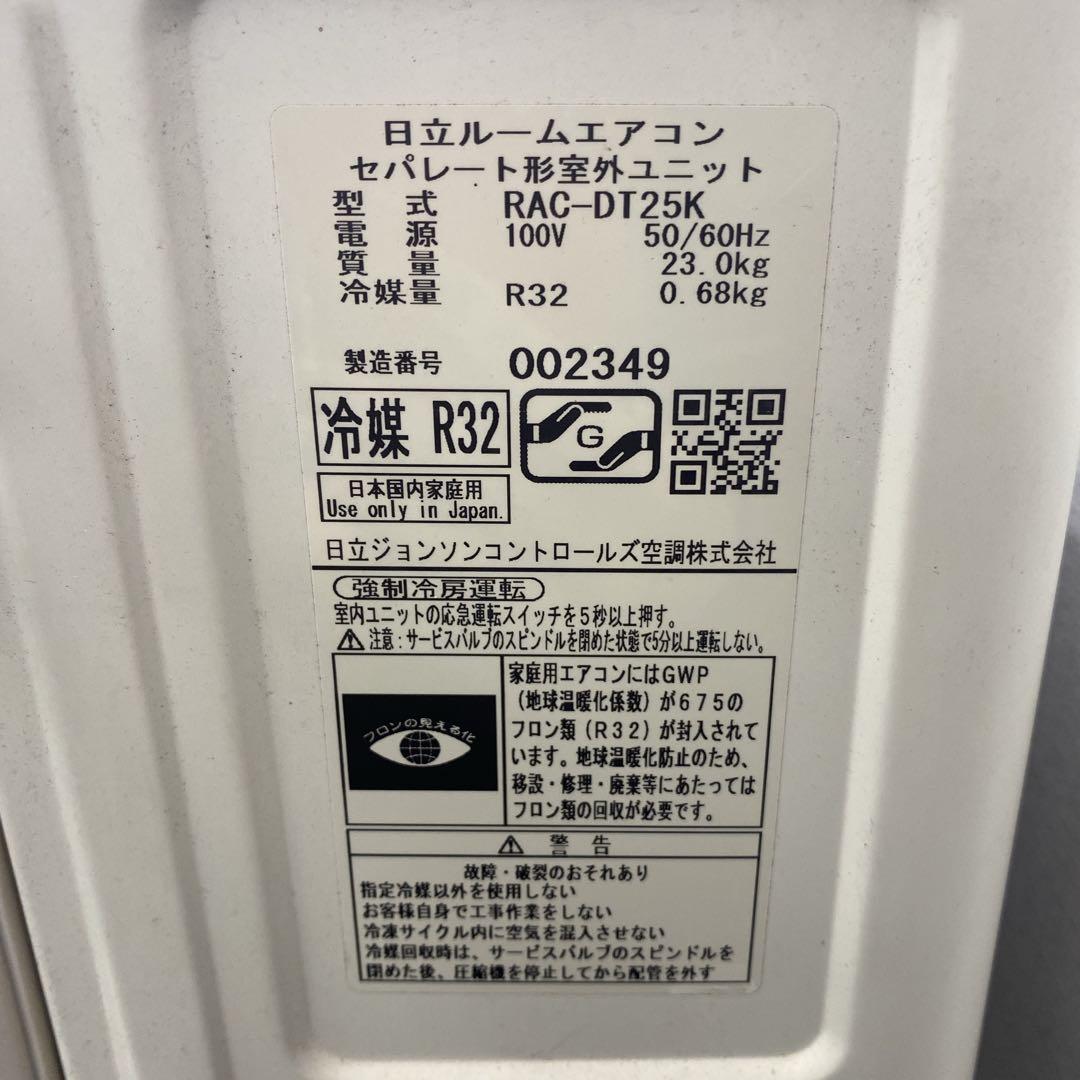 日立ルームエアコン
セパレート形室外ユニット
型 式 RAC-DT25K
電 源 100V 50/60Hz
質 量 23.0kg
冷媒量 R32 0.68kg
製造番号 002349
冷媒 R32
G
日本国内家庭用
Use only in Japan.
日立ジョンソンコントロールズ空調株式会社
強制冷房運転
室内ユニットの応急運転スイッチを5秒以上押す。
注意:サービスバルブのスピンドルを閉めた状態で5分以上運転しない。
フロンの見える化
家庭用エアコンにはGWP
(地球温暖化係数)が675の
フロン類(R32)が封入されて
います。地球温暖化防止のため、
移設・修理・廃棄等にあたっては
フロン類の回収が必要です。
警 告
故障・破裂のおそれあり
指定冷媒以外を使用しない
お客様自身で工事作業をしない
冷凍サイクル内に空気を混入させない
冷媒回収時は、サービスバルブのスピンドルを
閉めた後、圧縮機を停止してから配管を外す